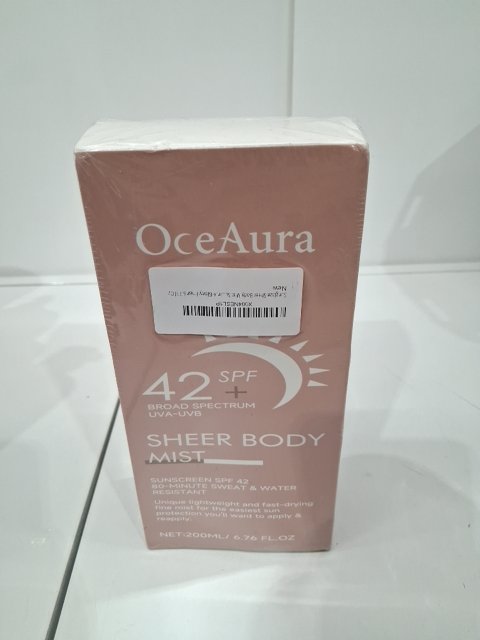 OceAura
New
X004NESLHP
42 SPF
+
BROAD SPECTRUM
UVA-UVB
SHEER BODY
MIST
SUNSCREEN SPF 42
80-MINUTE SWEAT & WATER
RESISTANT
Unique lightweight and fast-drying
fine mist for the easiest sun
protection you'll want to apply &
reapply.
NET:200ML/ 6.76 FL.OZ